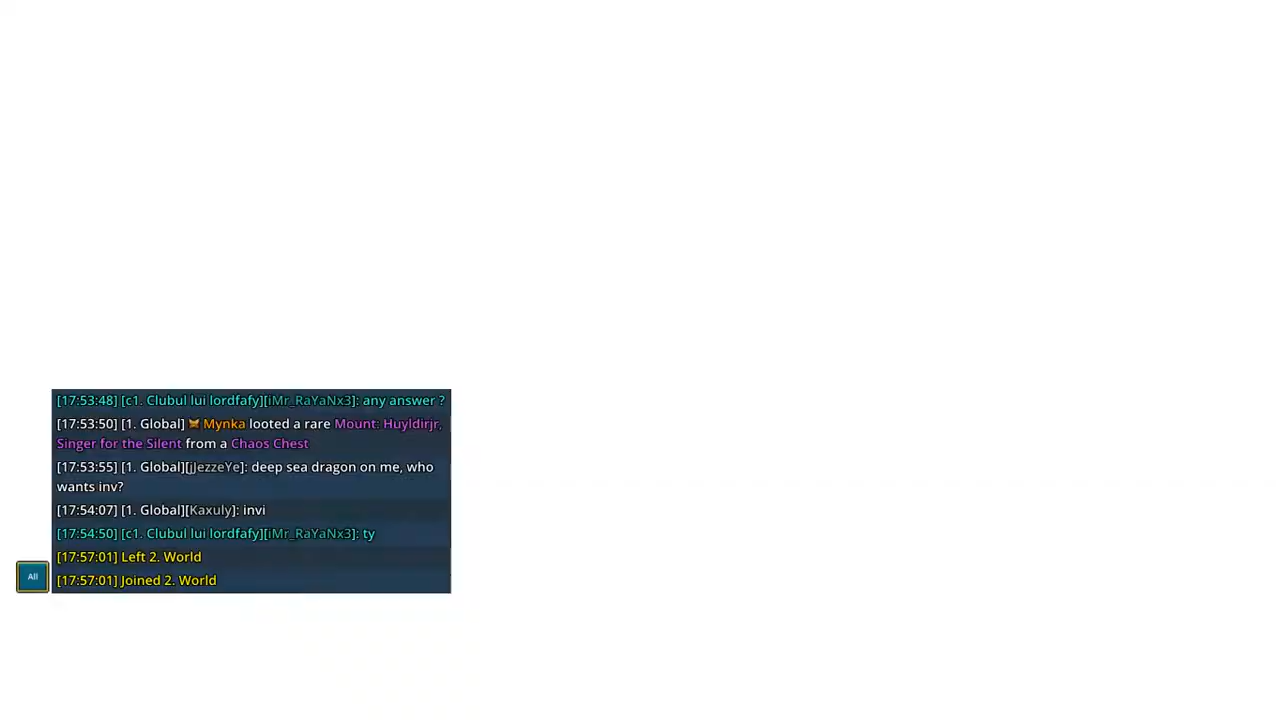 [17:53:48] [c1. Clubul lui lordfafy][iMr_RaYaNx3]: any answer ?
[17:53:50] [1. Global] Mynka looted a rare Mount: Huyldirjr,
Singer for the Silent from a Chaos Chest
[17:53:55] [1. Global][jJezzeYe]: deep sea dragon on me, who
wants inv?
[17:54:07] [1. Global][Kaxuly]: invi
[17:54:50] [c1. Clubul lui lordfafy][iMr_RaYaNx3]: ty
[17:57:01] Left 2. World
All
[17:57:01] Joined 2. World